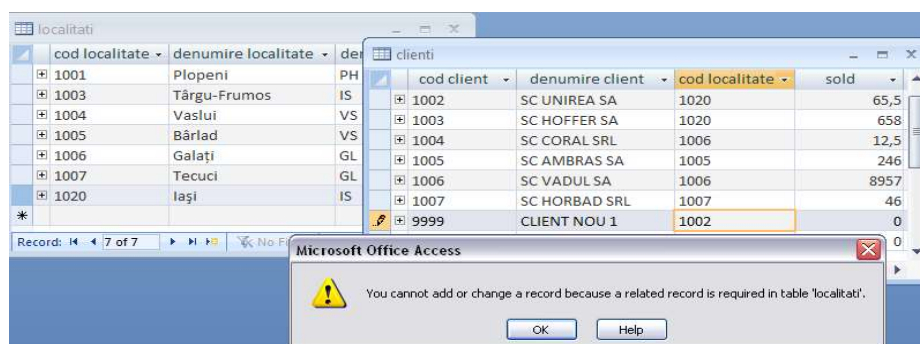 localitati
cod localitate denumire localitate der
1001 Plopeni PH
1003 Târgu-Frumos IS
1004 Vaslui VS
1005 Bârlad VS
1006 Galați GL
1007 Tecuci GL
1020 Iași IS
Record: 7 of 7 No Fi
clienti
cod client denumire client cod localitate sold
1002 SC UNIREA SA 1020 65,5
1003 SC HOFFER SA 1020 658
1004 SC CORAL SRL 1006 12,5
1005 SC AMBRAS SA 1005 246
1006 SC VADUL SA 1006 8957
1007 SC HORBAD SRL 1007 46
9999 CLIENT NOU 1 1002 0
0
Microsoft Office Access
You cannot add or change a record because a related record is required in table 'localitati'.
OK Help